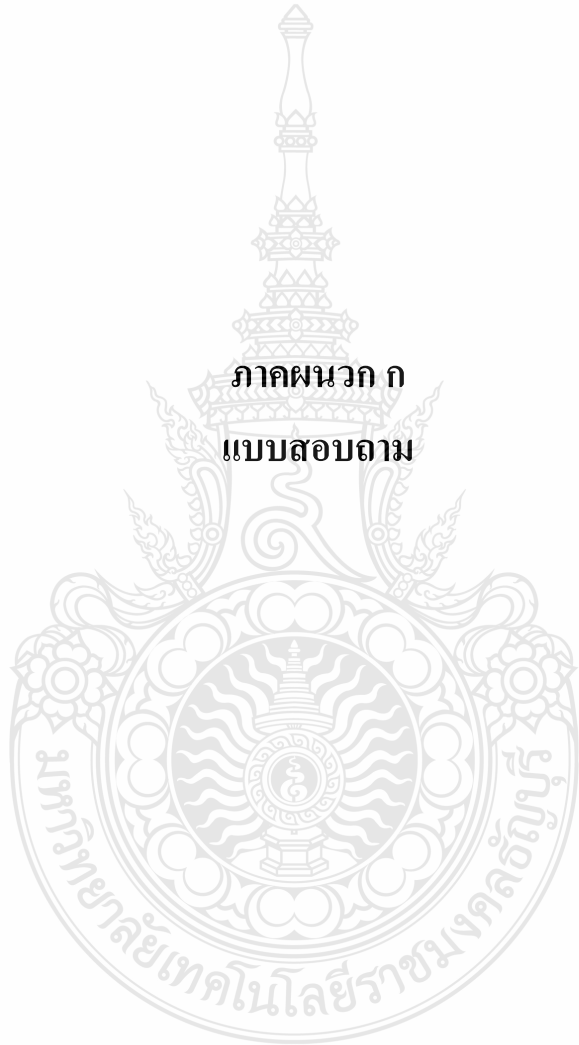 ภาคผนวก ก
แบบสอบถาม
มหาวิทยาลัยเทคโนโลยีราชมงคลธัญบุรี